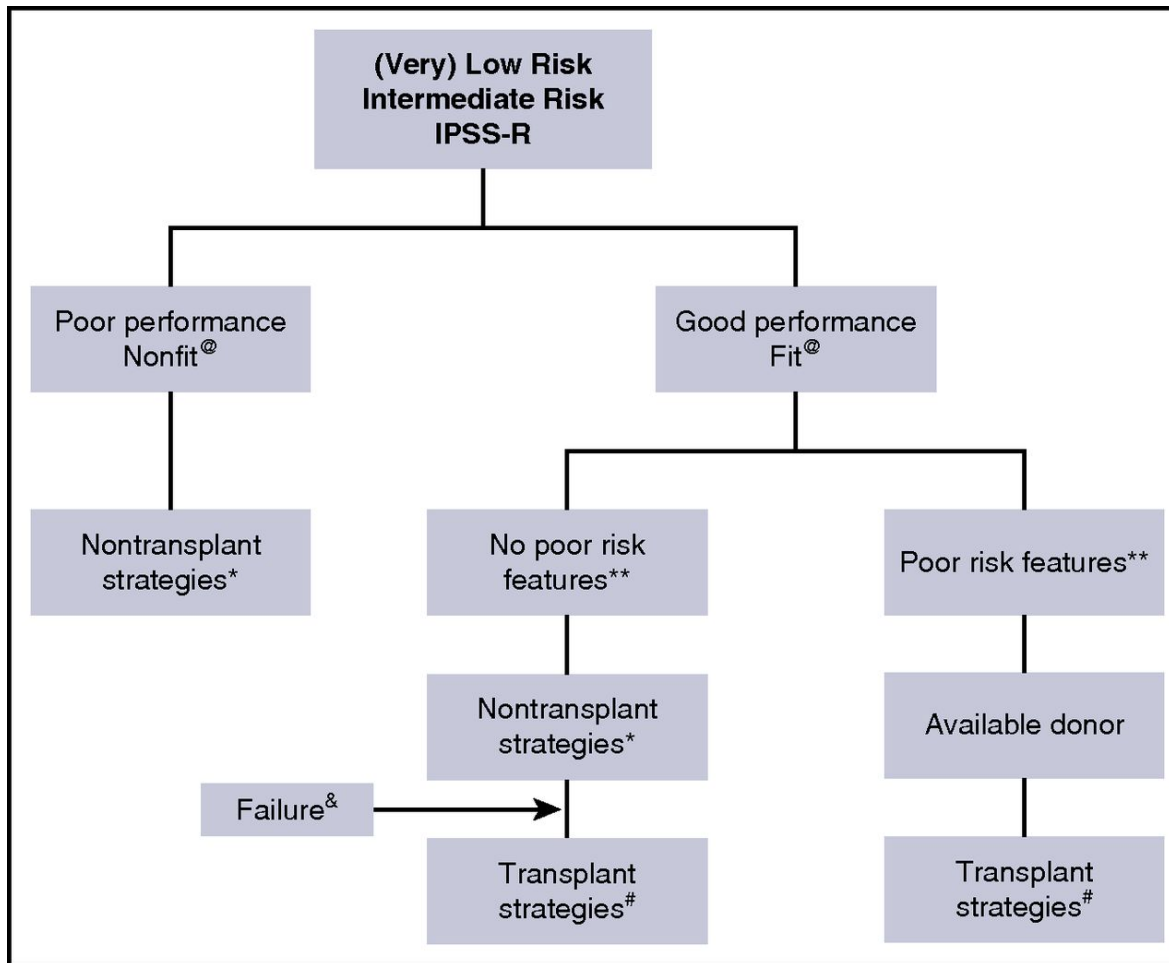 (Very) Low Risk
Intermediate Risk
IPSS-R
Poor performance
Nonfit@
Good performance
Fit@
Nontransplant
strategies*
No poor risk
features**
Poor risk features**
Nontransplant
strategies*
Available donor
Failure&
Transplant
strategies#
Transplant
strategies#